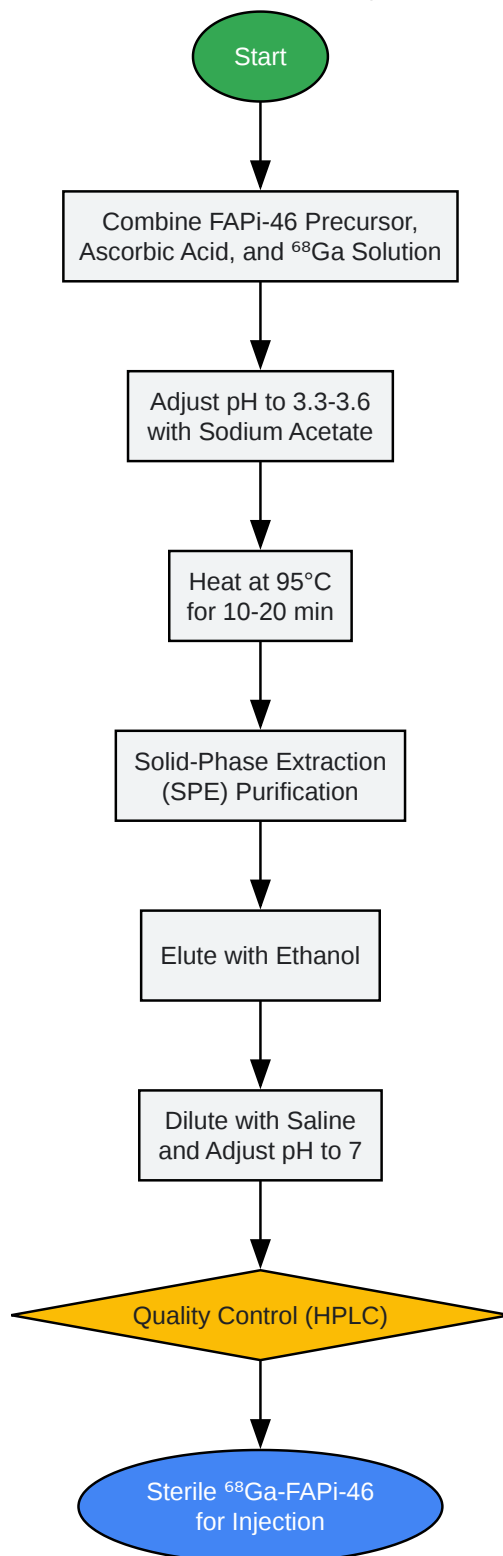 Start
Combine FAPi-46 Precursor,
Ascorbic Acid, and ⁶⁸Ga Solution
Adjust pH to 3.3-3.6
with Sodium Acetate
Heat at 95°C
for 10-20 min
Solid-Phase Extraction
(SPE) Purification
Elute with Ethanol
Dilute with Saline
and Adjust pH to 7
Quality Control (HPLC)
Sterile ⁶⁸Ga-FAPi-46
for Injection